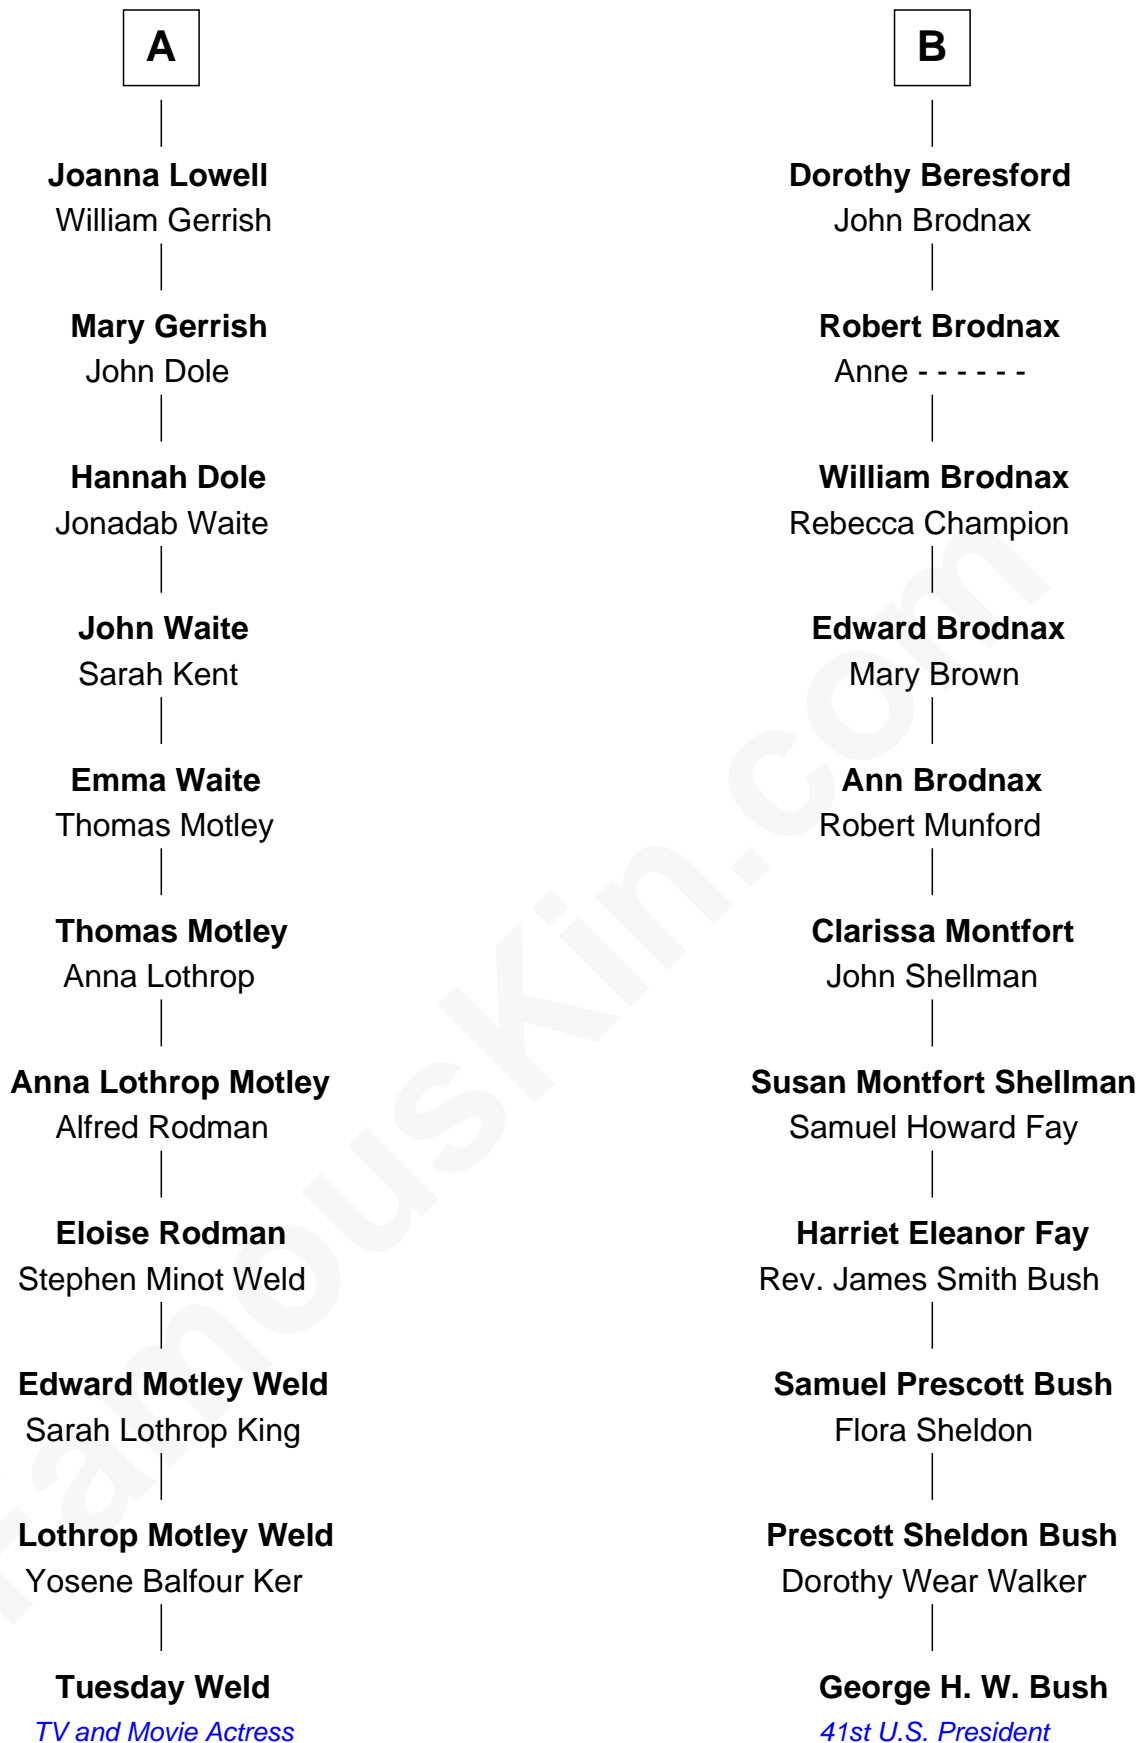 A
Joanna Lowell
William Gerrish
Mary Gerrish
John Dole
Hannah Dole
Jonadab Waite
John Waite
Sarah Kent
Emma Waite
Thomas Motley
Thomas Motley
Anna Lothrop
Anna Lothrop Motley
Alfred Rodman
Eloise Rodman
Stephen Minot Weld
Edward Motley Weld
Sarah Lothrop King
Lothrop Motley Weld
Yosene Balfour Ker
Tuesday Weld
TV and Movie Actress
B
Dorothy Beresford
John Brodnax
Robert Brodnax
Anne - - - - - -
William Brodnax
Rebecca Champion
Edward Brodnax
Mary Brown
Ann Brodnax
Robert Munford
Clarissa Montfort
John Shellman
Susan Montfort Shellman
Samuel Howard Fay
Harriet Eleanor Fay
Rev. James Smith Bush
Samuel Prescott Bush
Flora Sheldon
Prescott Sheldon Bush
Dorothy Wear Walker
George H. W. Bush
41st U.S. President
FamousKin.com